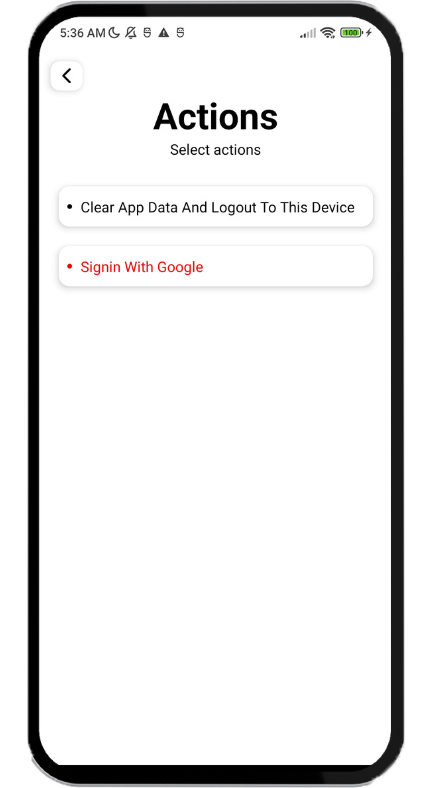 5:36 AM
100
Actions
Select actions
• Clear App Data And Logout To This Device
• Signin With Google